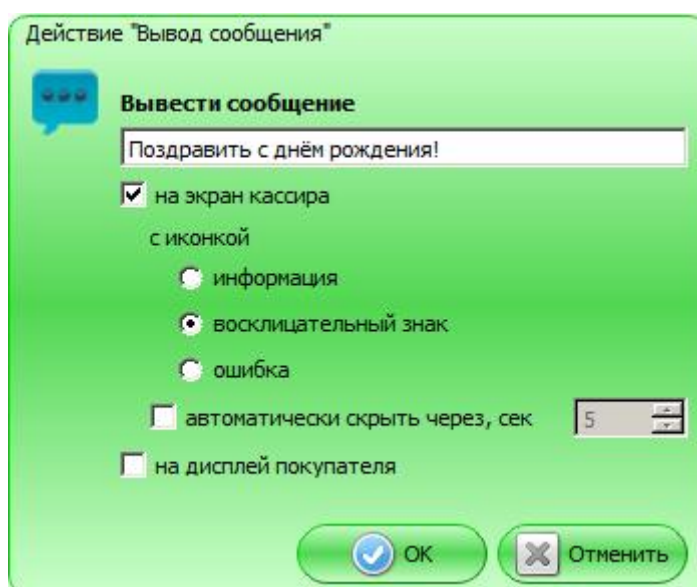 Действие "Вывод сообщения"
Вывести сообщение
Поздравить с днём рождения!
на экран кассира
с иконкой
информация
восклицательный знак
ошибка
автоматически скрыть через, сек 5
на дисплей покупателя
ОК Отменить